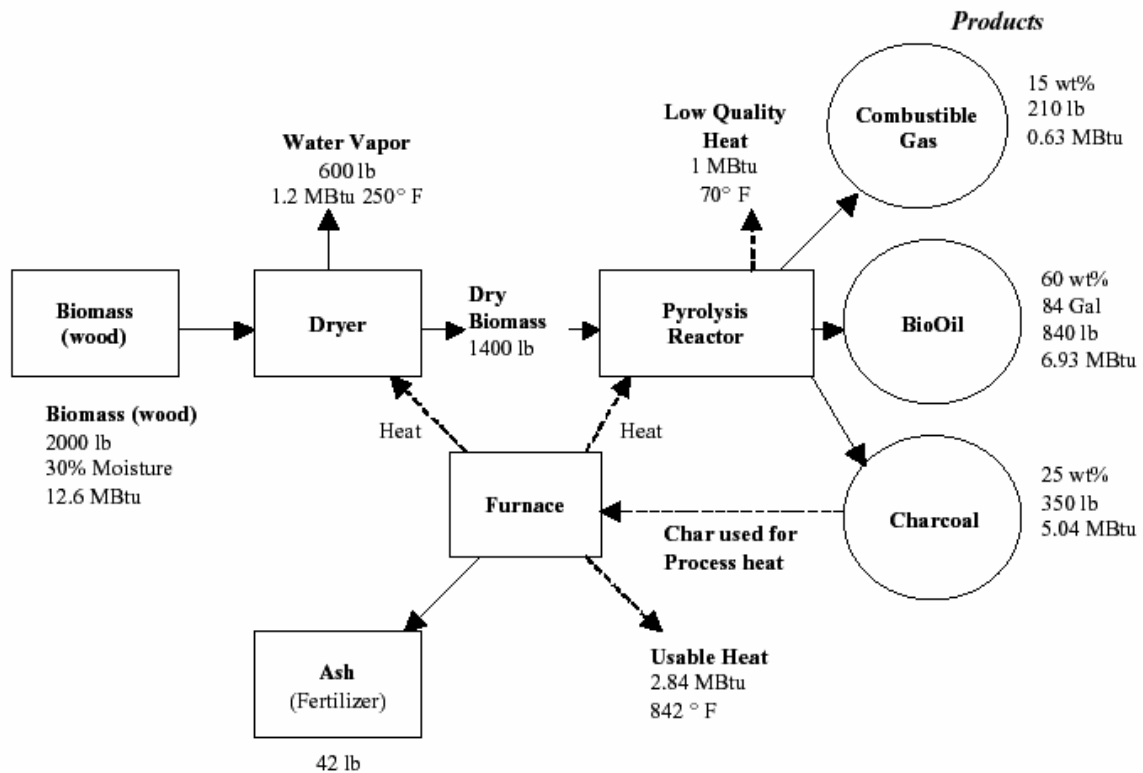 Products
15 wt%
210 lb
0.63 MBtu
Combustible
Gas
Low Quality
Heat
1 MBtu
70° F
Water Vapor
600 lb
1.2 MBtu 250° F
Biomass
(wood)
Dryer
Dry
Biomass
1400 lb
Pyrolysis
Reactor
BioOil
60 wt%
84 Gal
840 lb
6.93 MBtu
Biomass (wood)
2000 lb
30% Moisture
12.6 MBtu
Heat
Heat
Furnace
Char used for
Process heat
Charcoal
25 wt%
350 lb
5.04 MBtu
Ash
(Fertilizer)
42 lb
Usable Heat
2.84 MBtu
842 ° F